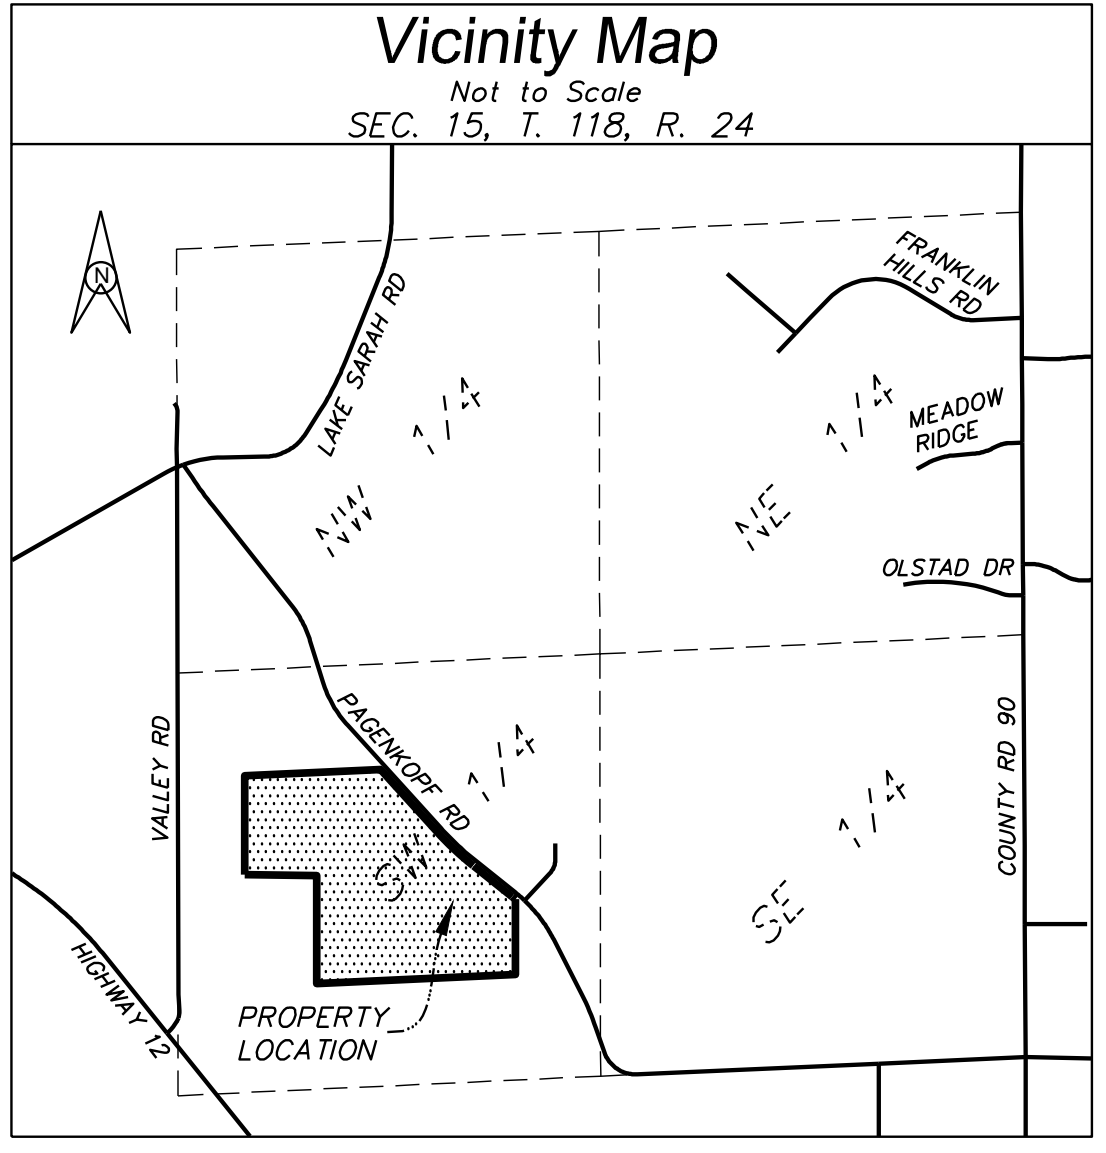 Vicinity Map
Not to Scale
SEC. 15, T. 118, R. 24
N
LAKE SARAH RD
FRANKLIN
HILLS RD
1/4
NW
1/4
NE
MEADOW
RIDGE
OLSTAD DR
VALLEY RD
PAGENKOPF RD
1/4
SW
1/4
SE
COUNTY RD 90
HIGHWAY 12
PROPERTY
LOCATION